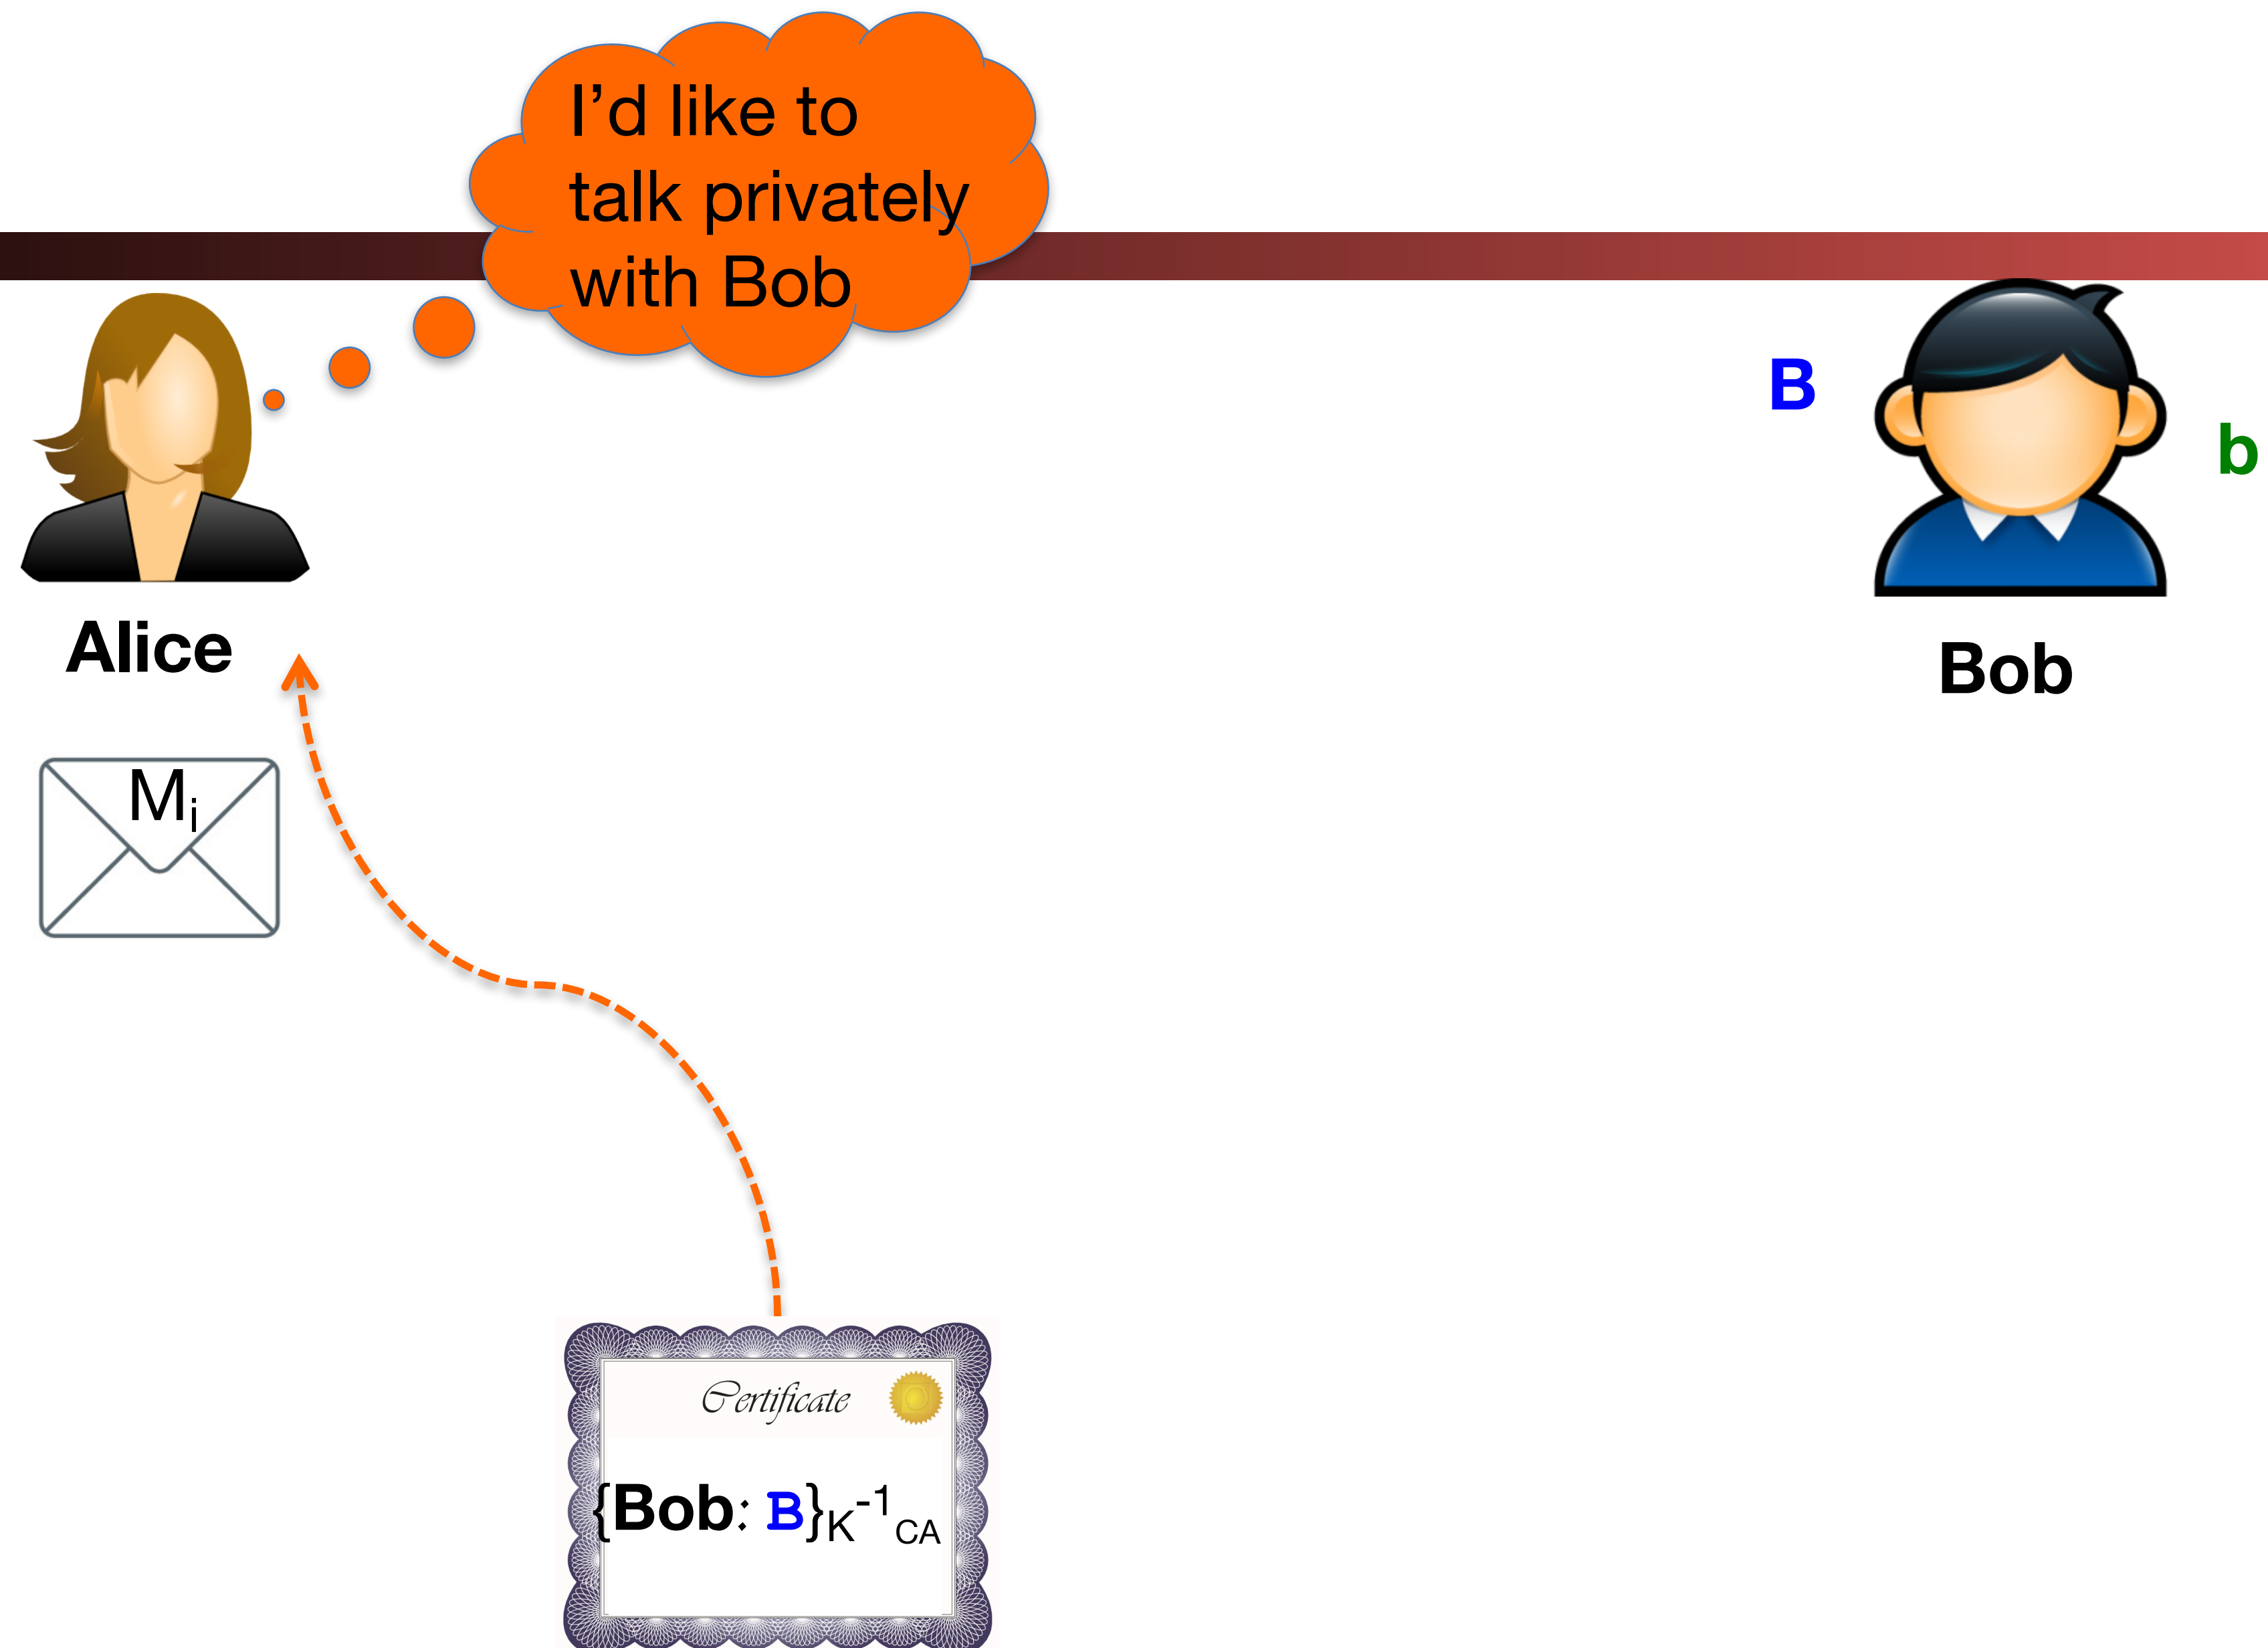 I’d like to
talk privately
with Bob
B
b
Alice
Bob
Mi
Certificate
{Bob: B}K-1CA